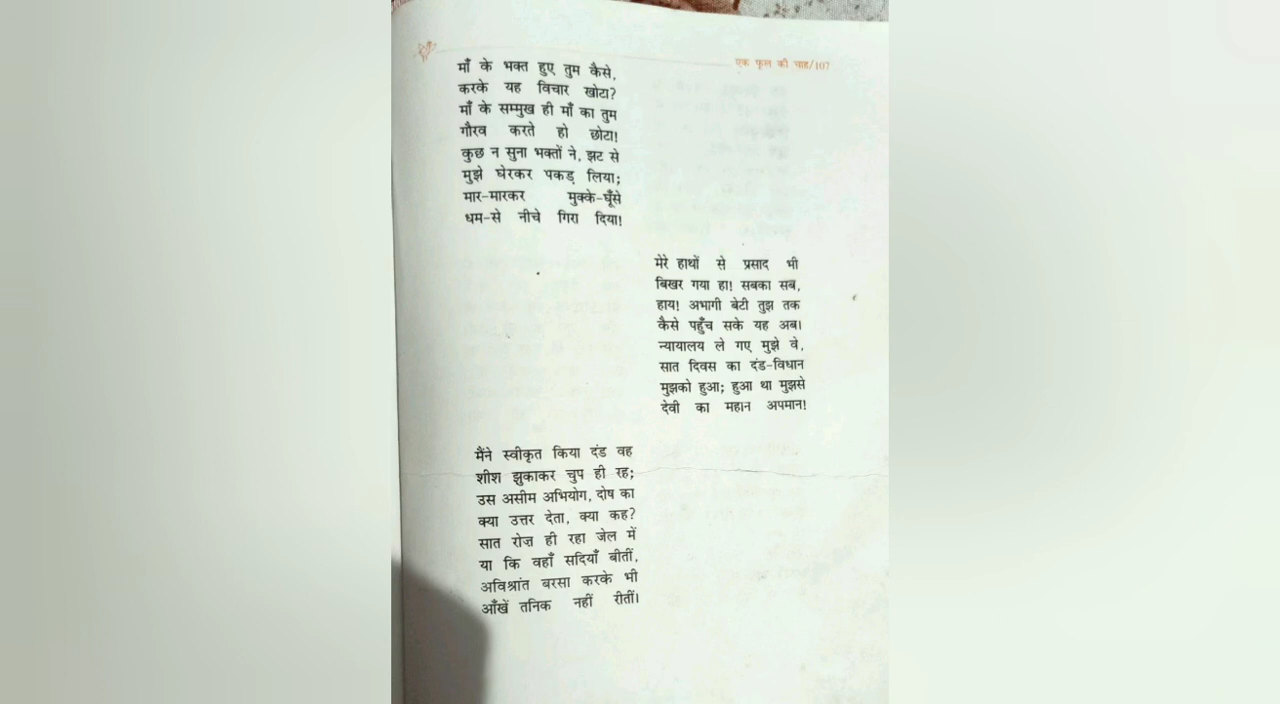 एक फूल की चाह/107
माँ के भक्त हुए तुम कैसे,
करके यह विचार खोटा?
माँ के सम्मुख ही माँ का तुम
गौरव करते हो छोटा!
कुछ न सुना भक्तों ने, झट से
मुझे घेरकर पकड़ लिया;
मार-मारकर मुक्के-घूँसे
धम-से नीचे गिरा दिया!
मेरे हाथों से प्रसाद भी
बिखर गया हा! सबका सब,
हाय! अभागी बेटी तुझ तक
कैसे पहुँच सके यह अब।
न्यायालय ले गए मुझे वे,
सात दिवस का दंड-विधान
मुझको हुआ; हुआ था मुझसे
देवी का महान अपमान!
मैंने स्वीकृत किया दंड वह
शीश झुकाकर चुप ही रह;
उस असीम अभियोग, दोष का
क्या उत्तर देता, क्या कह?
सात रोज़ ही रहा जेल में
या कि वहाँ सदियाँ बीतीं,
अविश्रांत बरसा करके भी
आँखें तनिक नहीं रीतीं।